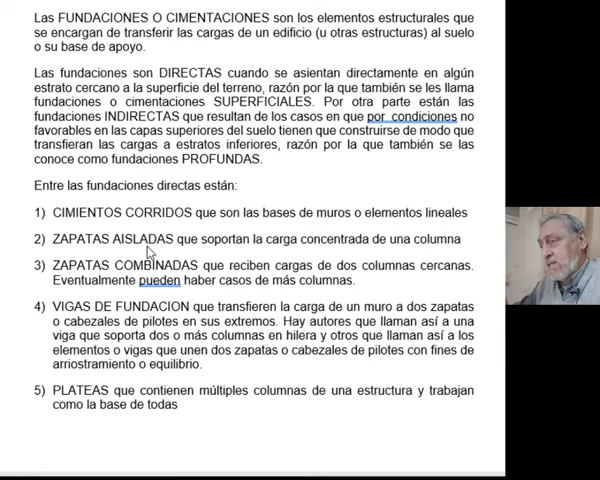 Las FUNDACIONES O CIMENTACIONES son los elementos estructurales que
se encargan de transferir las cargas de un edificio (u otras estructuras) al suelo
o su base de apoyo.
Las fundaciones son DIRECTAS cuando se asientan directamente en algún
estrato cercano a la superficie del terreno, razón por la que también se les llama
fundaciones o cimentaciones SUPERFICIALES. Por otra parte están las
fundaciones INDIRECTAS que resultan de los casos en que por condiciones no
favorables en las capas superiores del suelo tienen que construirse de modo que
transfieran las cargas a estratos inferiores, razón por la que también se las
conoce como fundaciones PROFUNDAS.
Entre las fundaciones directas están:
1) CIMIENTOS CORRIDOS que son las bases de muros o elementos lineales
2) ZAPATAS AISLADAS que soportan la carga concentrada de una columna
3) ZAPATAS COMBINADAS que reciben cargas de dos columnas cercanas.
Eventualmente pueden haber casos de más columnas.
4) VIGAS DE FUNDACION que transfieren la carga de un muro a dos zapatas
o cabezales de pilotes en sus extremos. Hay autores que llaman así a una
viga que soporta dos o más columnas en hilera y otros que llaman así a los
elementos o vigas que unen dos zapatas o cabezales de pilotes con fines de
arriostramiento o equilibrio.
5) PLATEAS que contienen múltiples columnas de una estructura y trabajan
como la base de todas